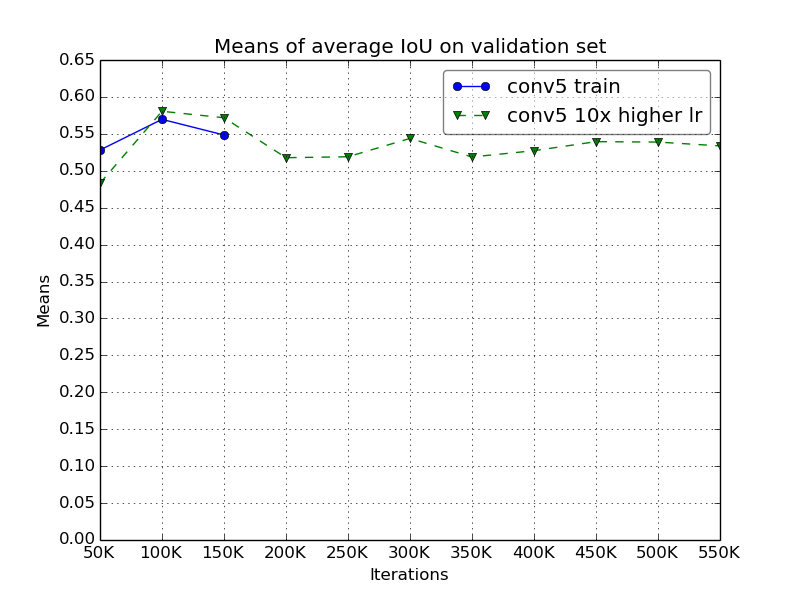 Means of average IoU on validation set
conv5 train
conv5 10x higher lr
Means
0.65
0.60
0.55
0.50
0.45
0.40
0.35
0.30
0.25
0.20
0.15
0.10
0.05
0.00
50K 100K 150K 200K 250K 300K 350K 400K 450K 500K 550K
Iterations